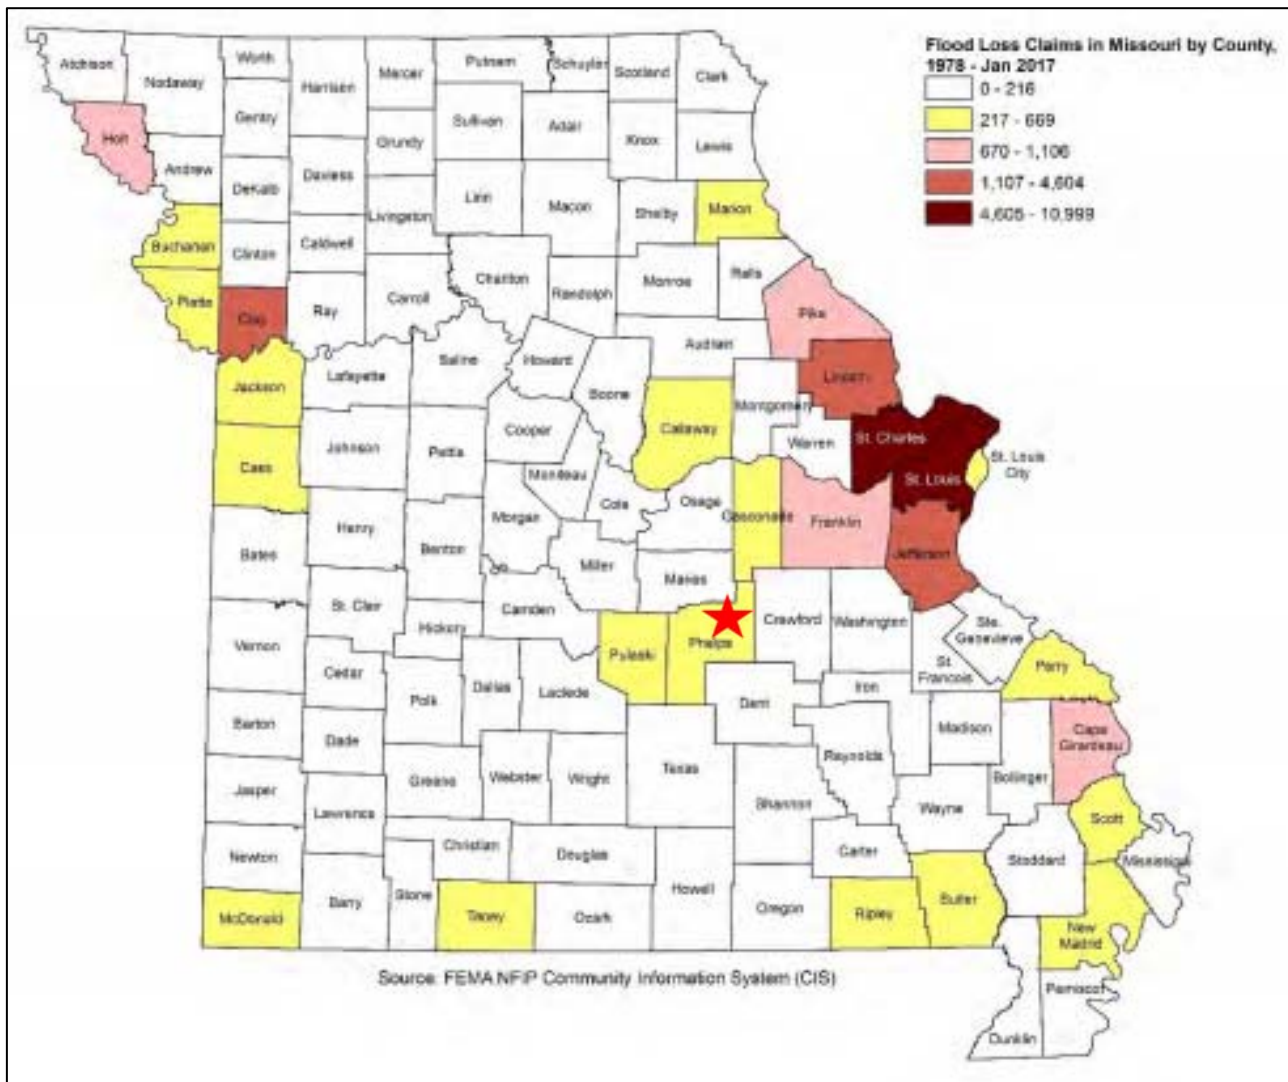 Flood Loss Claims in Missouri by County,
1978 - Jan 2017
0 - 216
217 - 669
670 - 1,106
1,107 - 4,604
4,605 - 10,999
Atchison
Nodaway
Worth
Harrison
Mercer
Putnam
Schuyler
Scotland
Clark
Holt
Gentry
Grundy
Sullivan
Adair
Knox
Lewis
Andrew
DeKalb
Daviess
Livingston
Linn
Macon
Shelby
Marion
Buchanan
Clinton
Caldwell
Chariton
Randolph
Monroe
Ralls
Platte
Clay
Ray
Carroll
Pike
Audrain
Jackson
Lafayette
Saline
Howard
Boone
Callaway
Montgomery
Lincoln
Warren
St. Charles
St. Louis
St. Louis
City
Cass
Johnson
Pettis
Cooper
Moniteau
Cole
Osage
Gasconade
Franklin
Jefferson
Bates
Henry
Benton
Morgan
Miller
Maries
St. Clair
Hickory
Camden
Pulaski
Phelps
Crawford
Washington
Ste.
Genevieve
St.
Francois
Perry
Vernon
Cedar
Polk
Dallas
Laclede
Dent
Iron
Madison
Cape
Girardeau
Barton
Dade
Greene
Webster
Wright
Texas
Reynolds
Bollinger
Jasper
Lawrence
Shannon
Wayne
Scott
Newton
Christian
Douglas
Carter
Stoddard
Mississippi
McDonald
Barry
Stone
Taney
Ozark
Howell
Oregon
Ripley
Butler
New
Madrid
Pemiscot
Dunklin
Source: FEMA NFIP Community Information System (CIS)